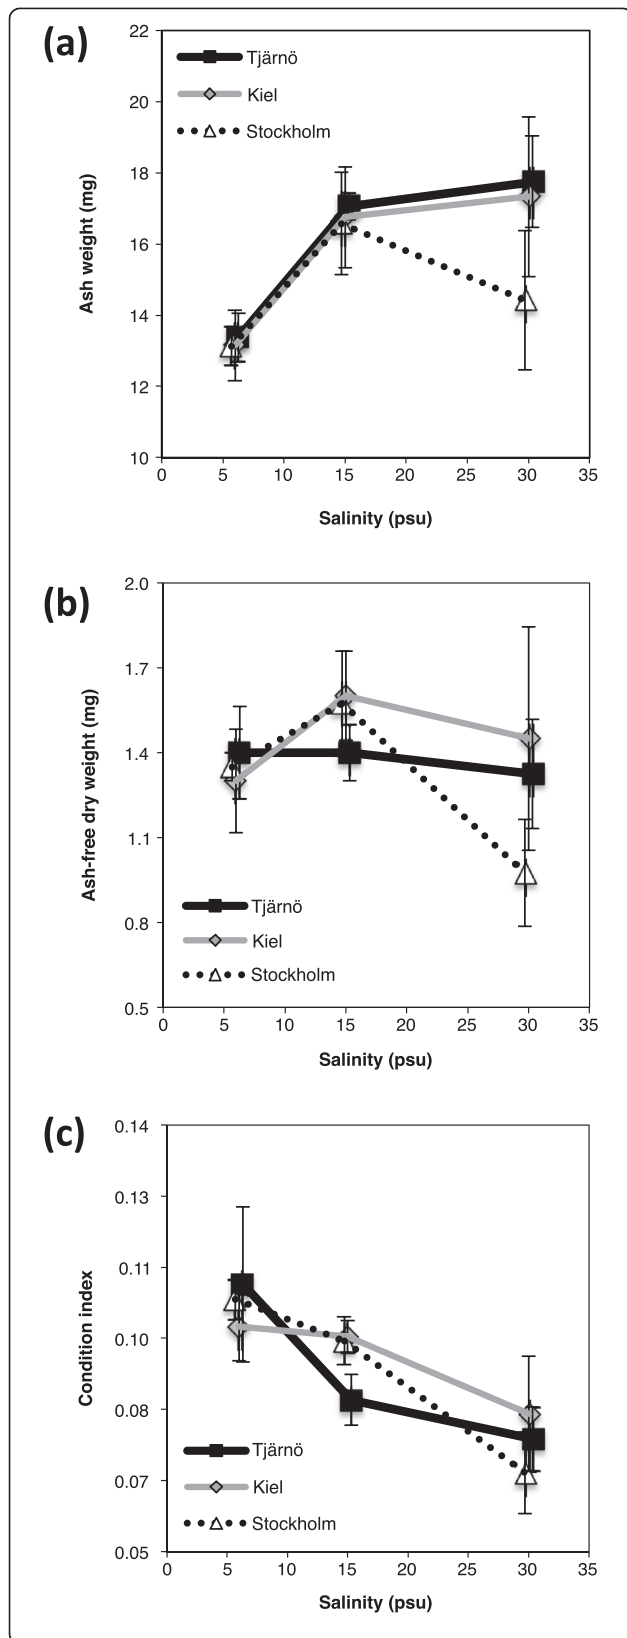 (a)
22
20
18
16
14
12
10
Ash weight (mg)
Tjärnö
Kiel
Stockholm
0 5 10 15 20 25 30 35
Salinity (psu)
(b)
2.0
1.7
1.4
1.1
0.8
0.5
Ash-free dry weight (mg)
Tjärnö
Kiel
Stockholm
0 5 10 15 20 25 30 35
Salinity (psu)
(c)
0.14
0.13
0.11
0.10
0.08
0.07
0.05
Condition index
Tjärnö
Kiel
Stockholm
0 5 10 15 20 25 30 35
Salinity (psu)